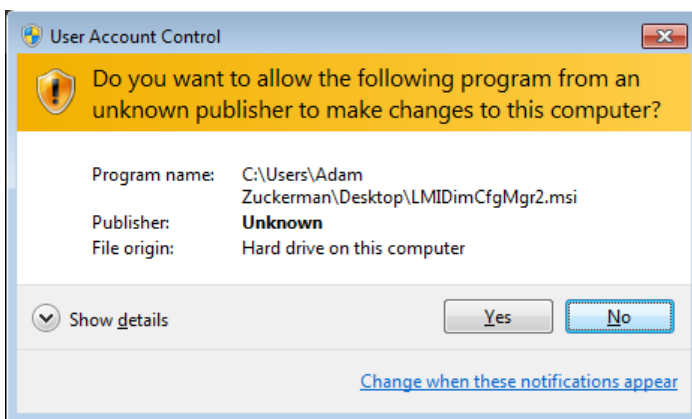 User Account Control
Do you want to allow the following program from an
unknown publisher to make changes to this computer?
Program name: C:\Users\Adam
Zuckerman\Desktop\LMIDimCfgMgr2.msi
Publisher: Unknown
File origin: Hard drive on this computer
Show details Yes No
Change when these notifications appear